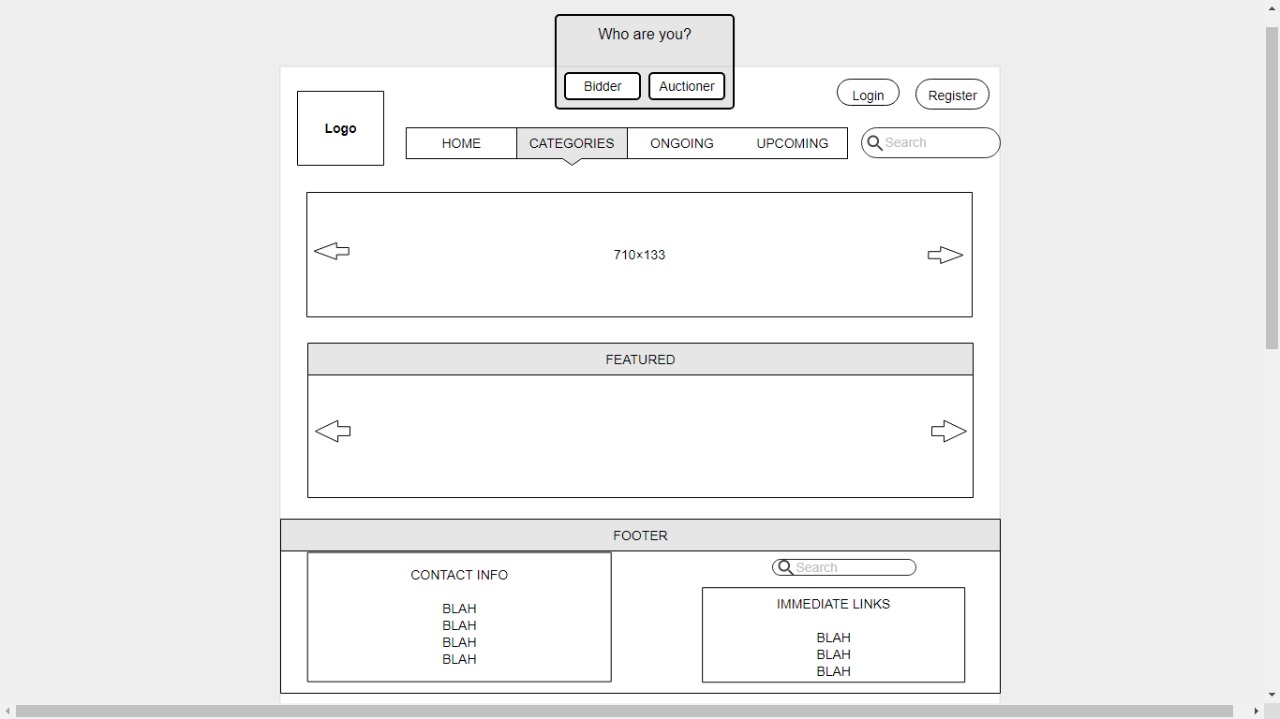 Who are you?
Bidder
Auctioner
Login
Register
Logo
HOME
CATEGORIES
ONGOING
UPCOMING
Search
710×133
FEATURED
FOOTER
CONTACT INFO
BLAH
BLAH
BLAH
BLAH
Search
IMMEDIATE LINKS
BLAH
BLAH
BLAH